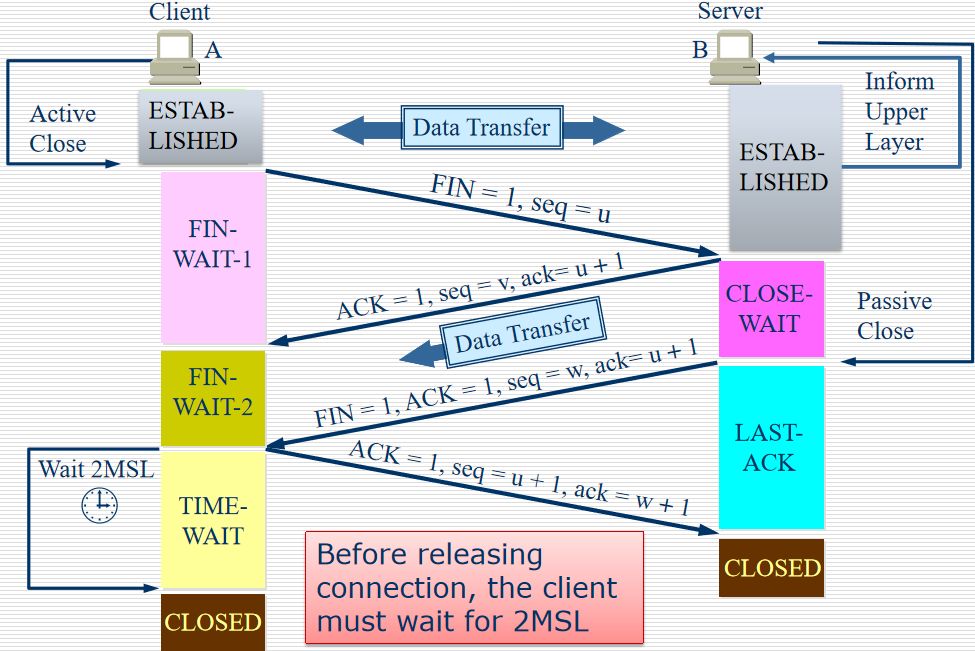 Client
Server
A
B
Active
Close
ESTAB-
LISHED
Data Transfer
Inform
Upper
Layer
ESTAB-
LISHED
FIN = 1, seq = u
FIN-
WAIT-1
ACK = 1, seq = v, ack= u + 1
CLOSE-
WAIT
Passive
Close
Data Transfer
FIN-
WAIT-2
FIN = 1, ACK = 1, seq = w, ack= u + 1
LAST-
ACK
ACK = 1, seq = u + 1, ack = w + 1
Wait 2MSL
TIME-
WAIT
Before releasing
connection, the client
must wait for 2MSL
CLOSED
CLOSED